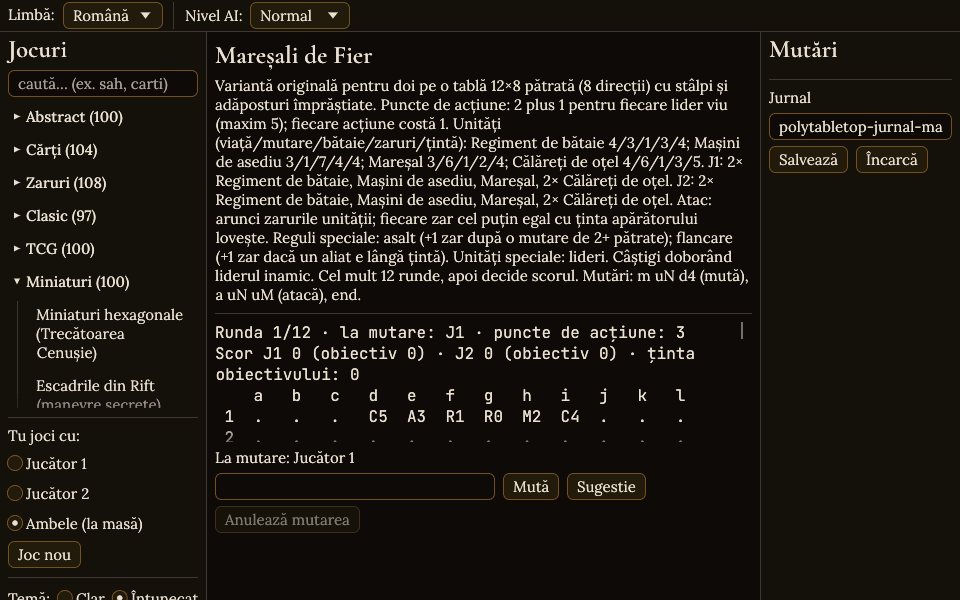 Limbă: Română ▼ Nivel AI: Normal ▼
Jocuri
caută... (ex. sah, carti)
▸ Abstract (100)
▸ Cărți (104)
▸ Zaruri (108)
▸ Clasic (97)
▸ TCG (100)
▾ Miniaturi (100)
Miniaturi hexagonale
(Trecătoarea
Cenușie)
Escadrile din Rift
(manevre secrete)
Tu joci cu:
Jucător 1
Jucător 2
Ambele (la masă)
Joc nou
Temă: Clar Întunecat
Mareșali de Fier
Variantă originală pentru doi pe o tablă 12×8 pătrată (8 direcții) cu stâlpi și
adăposturi împrăștiate. Puncte de acțiune: 2 plus 1 pentru fiecare lider viu
(maxim 5); fiecare acțiune costă 1. Unități
(viață/mutare/bătaie/zaruri/țintă): Regiment de bătaie 4/3/1/3/4; Mașini
de asediu 3/1/7/4/4; Mareșal 3/6/1/2/4; Călăreți de oțel 4/6/1/3/5. J1: 2×
Regiment de bătaie, Mașini de asediu, Mareșal, 2× Călăreți de oțel. J2: 2×
Regiment de bătaie, Mașini de asediu, Mareșal, 2× Călăreți de oțel. Atac:
arunci zarurile unității; fiecare zar cel puțin egal cu ținta apărătorului
lovește. Reguli speciale: asalt (+1 zar după o mutare de 2+ pătrate); flancare
(+1 zar dacă un aliat e lângă țintă). Unități speciale: lideri. Câștigi doborând
liderul inamic. Cel mult 12 runde, apoi decide scorul. Mutări: m uN d4 (mută),
a uN uM (atacă), end.
Runda 1/12 · la mutare: J1 · puncte de acțiune: 3
Scor J1 0 (obiectiv 0) · J2 0 (obiectiv 0) · ținta
obiectivului: 0
a b c d e f g h i j k l
1 . . . C5 A3 R1 R0 M2 C4 . . .
2 . . . . . . . . . . . .
La mutare: Jucător 1
Mută Sugestie
Anulează mutarea
Mutări
Jurnal
polytabletop-jurnal-ma
Salvează Încarcă